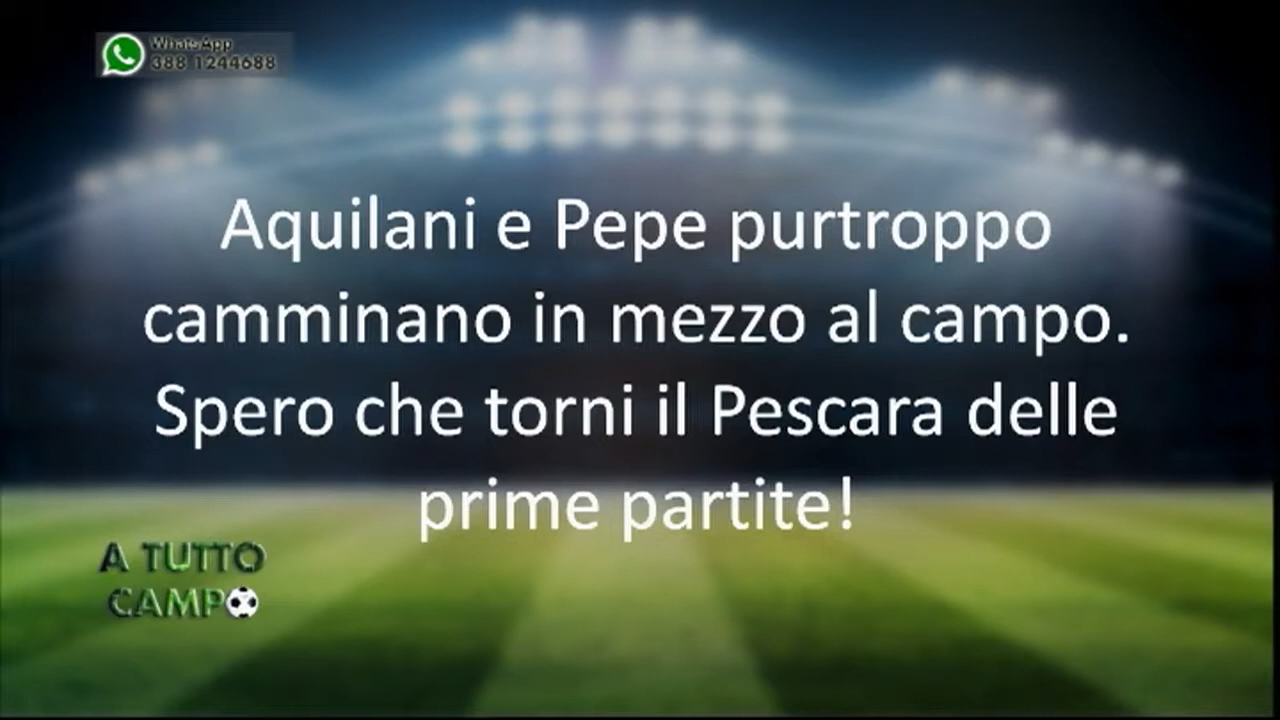 WhatsApp
388 1244688
Aquilani e Pepe purtroppo
camminano in mezzo al campo.
Spero che torni il Pescara delle
prime partite!
A TUTTO
CAMPO